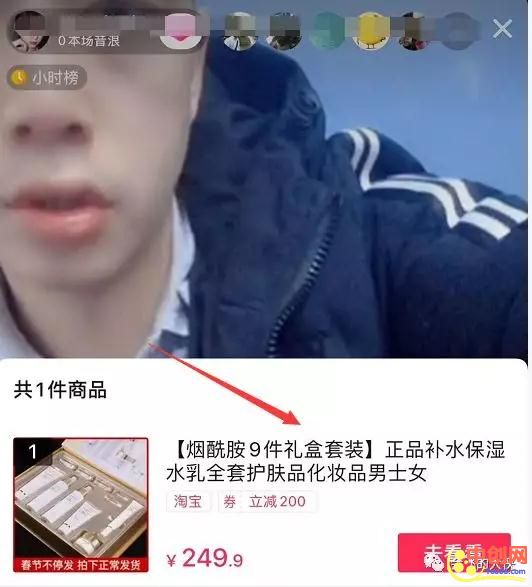 0本场音浪
小时榜
共1件商品
1
【烟酰胺9件礼盒套装】正品补水保湿
水乳全套护肤品化妆品男士女
淘宝 券 立减200
春节不停发 拍下正常发货
¥249.9
去看看